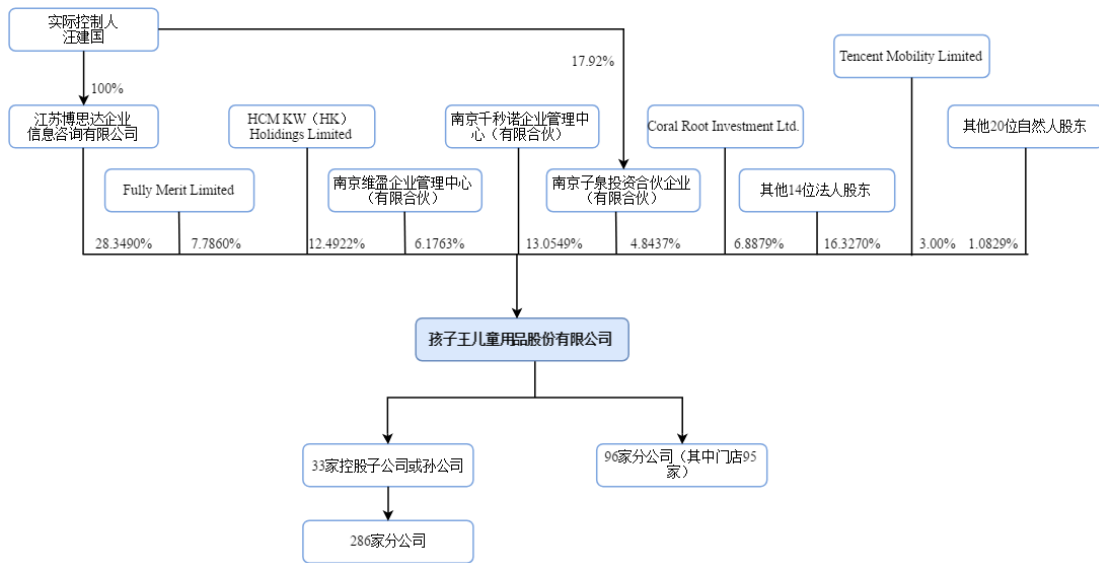 实际控制人
汪建国
17.92%
Tencent Mobility Limited
100%
江苏博思达企业
信息咨询有限公司
HCM KW（HK）
Holidings Limited
南京千秒诺企业管理中
心（有限合伙）
Coral Root Investment Ltd.
其他20位自然人股东
Fully Merit Limited
南京维盈企业管理中心
（有限合伙）
南京子泉投资合伙企业
（有限合伙）
其他14位法人股东
28.3490%
7.7860%
12.4922%
6.1763%
13.0549%
4.8437%
6.8879%
16.3270%
3.00%
1.0829%
孩子王儿童用品股份有限公司
33家控股子公司或孙公司
96家分公司（其中门店95
家）
286家分公司